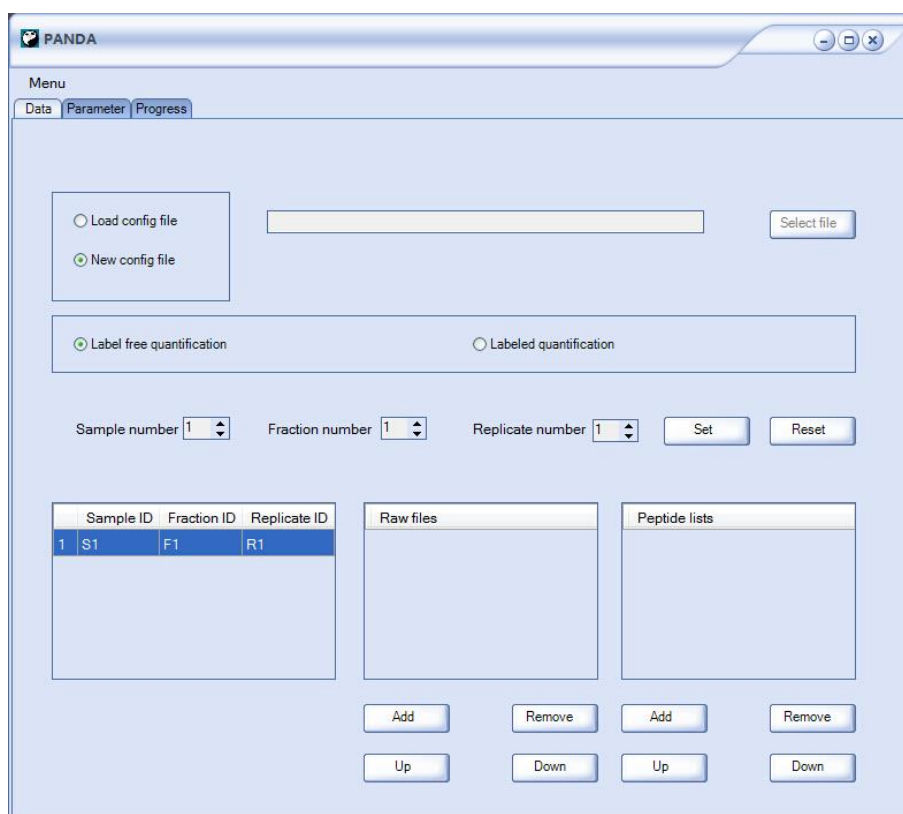 PANDA
Menu
Data Parameter Progress
Load config file
Select file
New config file
Label free quantification Labeled quantification
Sample number 1 Fraction number 1 Replicate number 1 Set Reset
Sample ID Fraction ID Replicate ID Raw files Peptide lists
1 S1 F1 R1
Add Remove Add Remove
Up Down Up Down